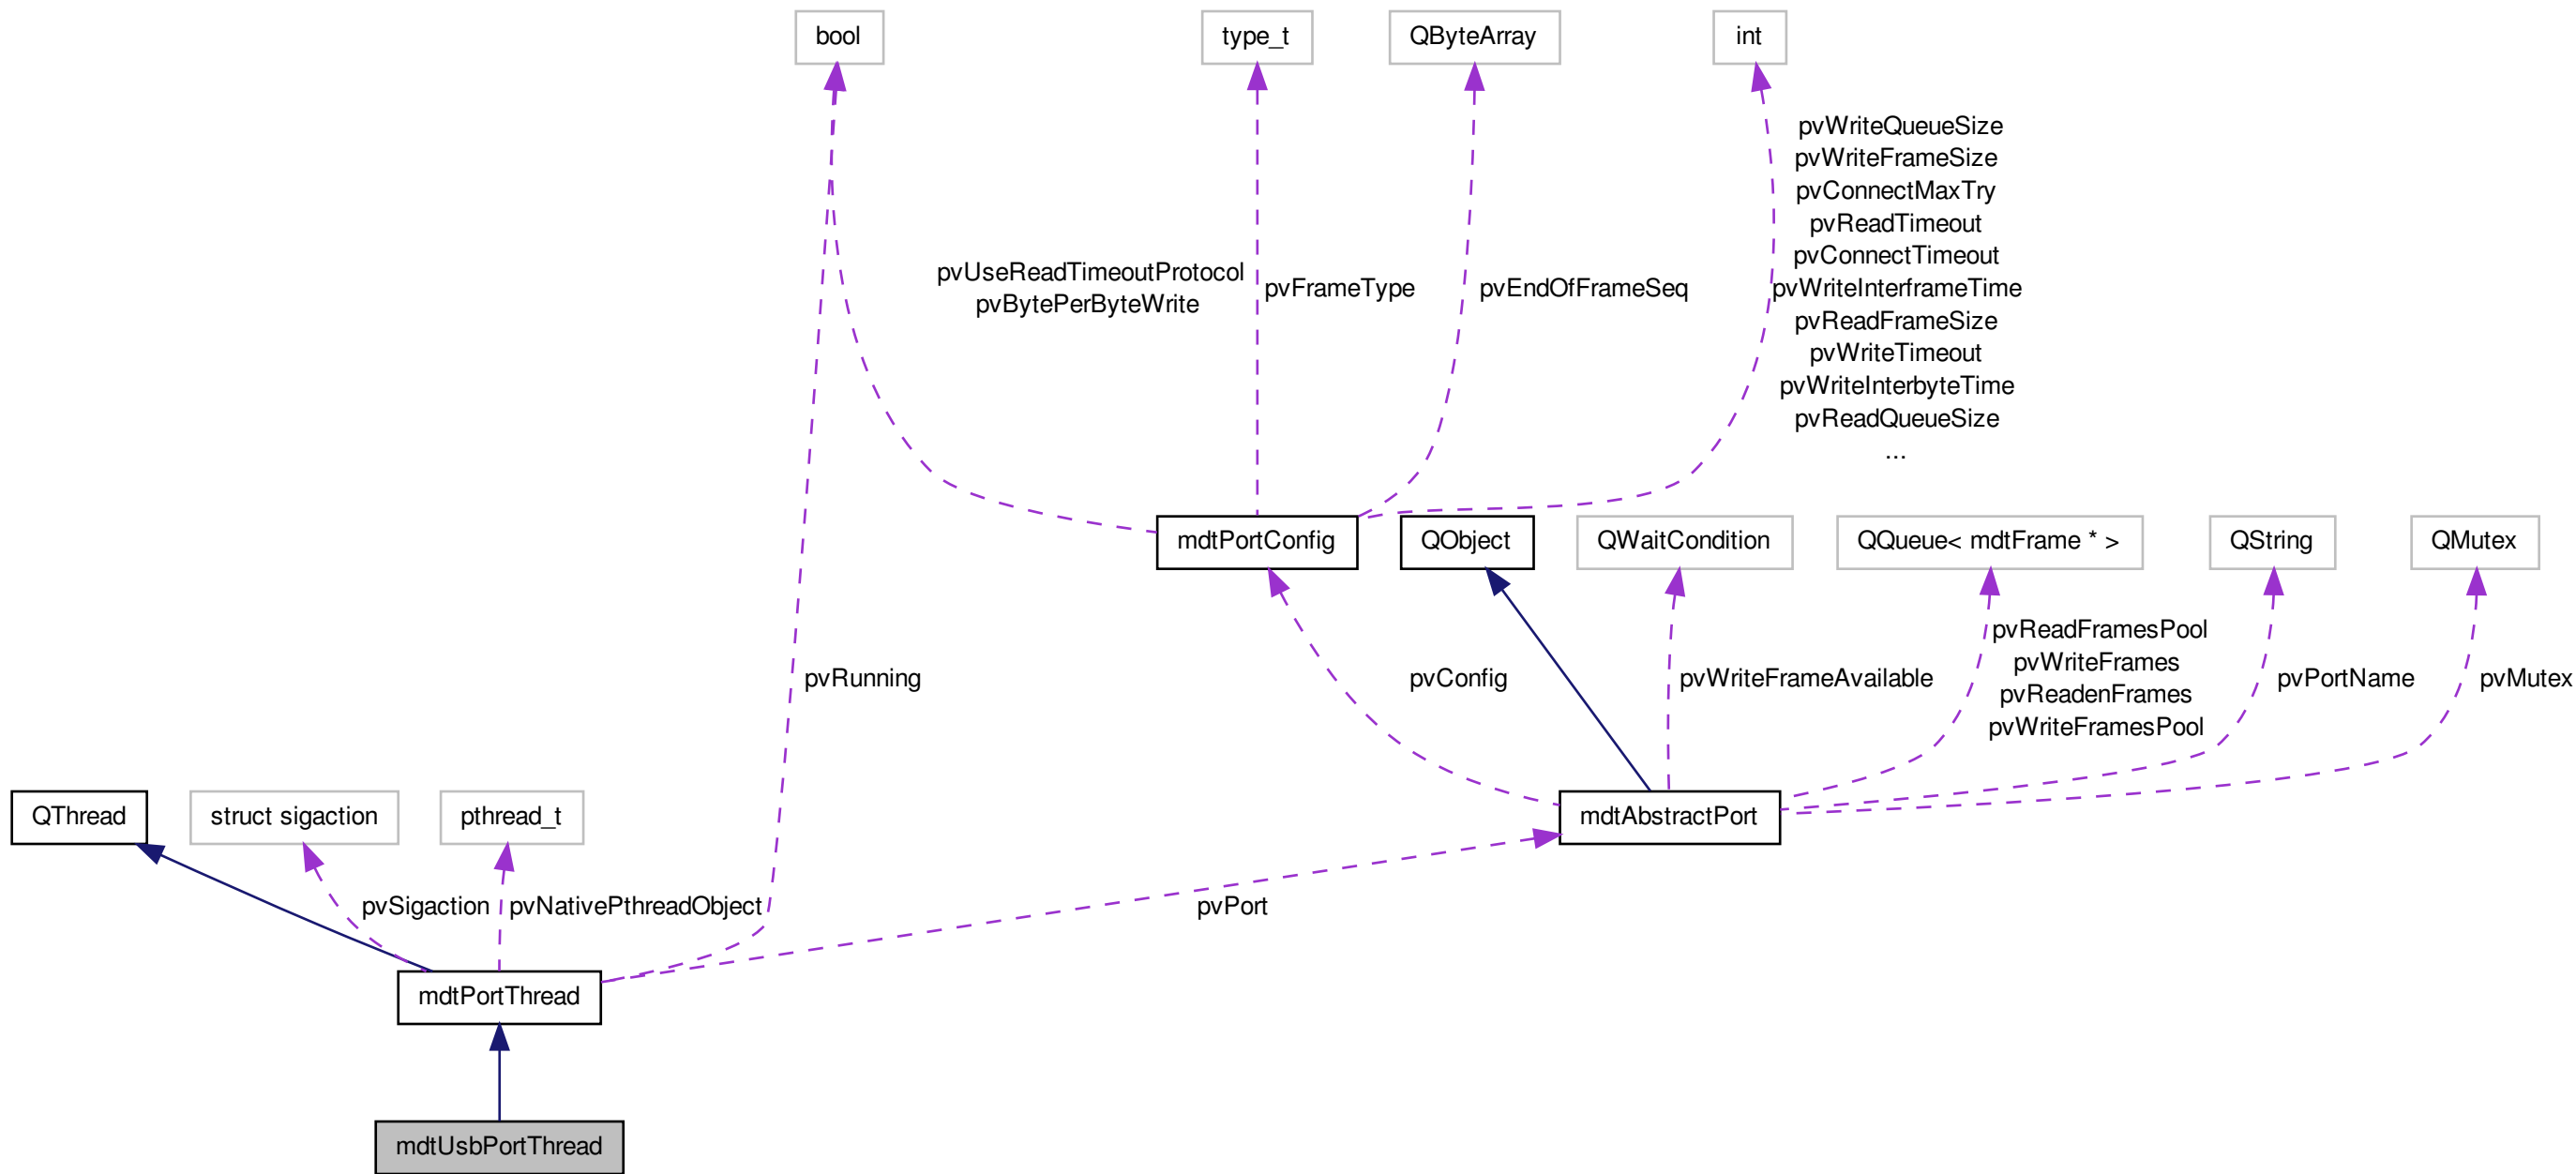 bool
type_t
QByteArray
int
pvWriteQueueSize
pvWriteFrameSize
pvConnectMaxTry
pvReadTimeout
pvConnectTimeout
pvWriteInterframeTime
pvReadFrameSize
pvWriteTimeout
pvWriteInterbyteTime
pvReadQueueSize
...
pvUseReadTimeoutProtocol
pvBytePerByteWrite
pvFrameType
pvEndOfFrameSeq
mdtPortConfig
QObject
QWaitCondition
QQueue< mdtFrame * >
QString
QMutex
pvRunning
pvConfig
pvWriteFrameAvailable
pvReadFramesPool
pvWriteFrames
pvReadenFrames
pvWriteFramesPool
pvPortName
pvMutex
QThread
struct sigaction
pthread_t
mdtAbstractPort
pvSigaction
pvNativePthreadObject
pvPort
mdtPortThread
mdtUsbPortThread